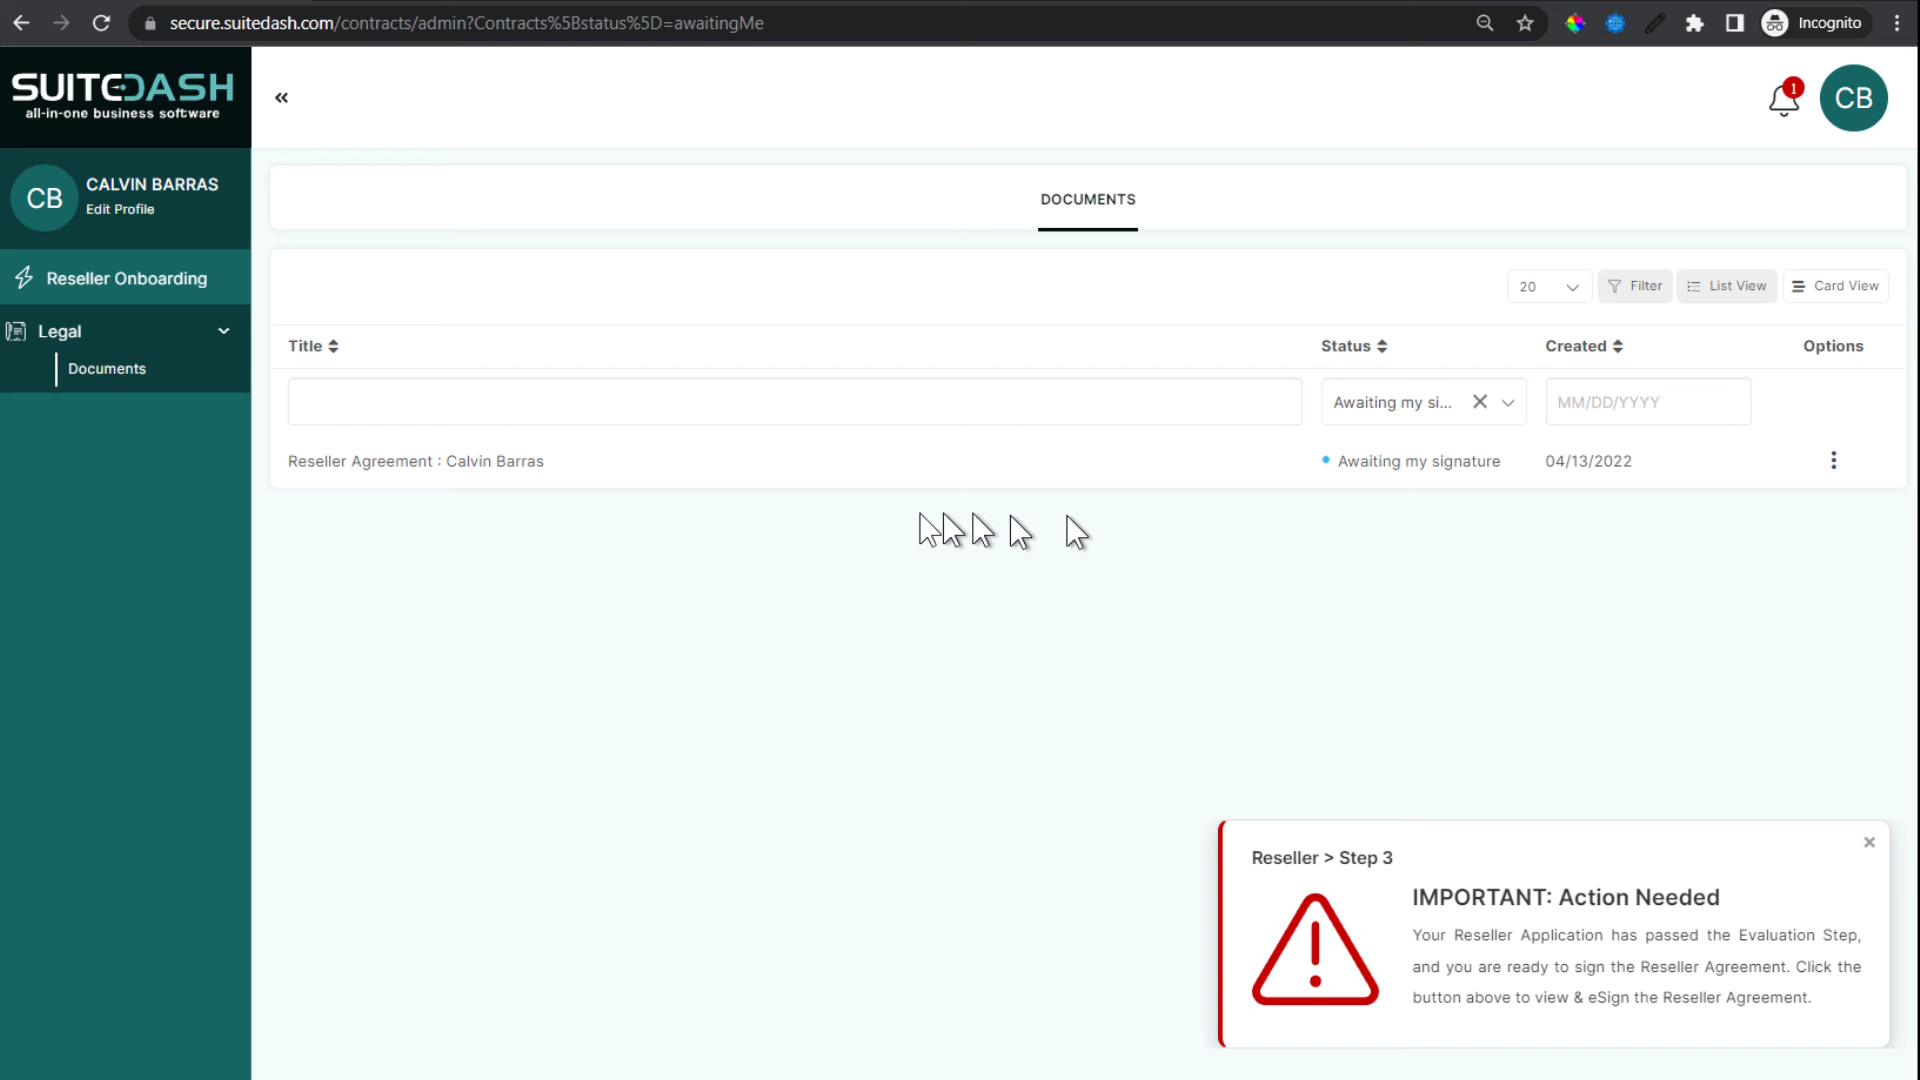 secure.suitedash.com/contracts/admin?Contracts%5Bstatus%5D=awaitingMe
Incognito
SUITEDASH
all-in-one business software
1
CB
CB
CALVIN BARRAS
Edit Profile
Reseller Onboarding
Legal
Documents
DOCUMENTS
20
Filter
List View
Card View
Title
Status
Created
Options
Awaiting my si...
MM/DD/YYYY
Reseller Agreement : Calvin Barras
Awaiting my signature
04/13/2022
Reseller > Step 3
IMPORTANT: Action Needed
Your Reseller Application has passed the Evaluation Step,
and you are ready to sign the Reseller Agreement. Click the
button above to view & eSign the Reseller Agreement.